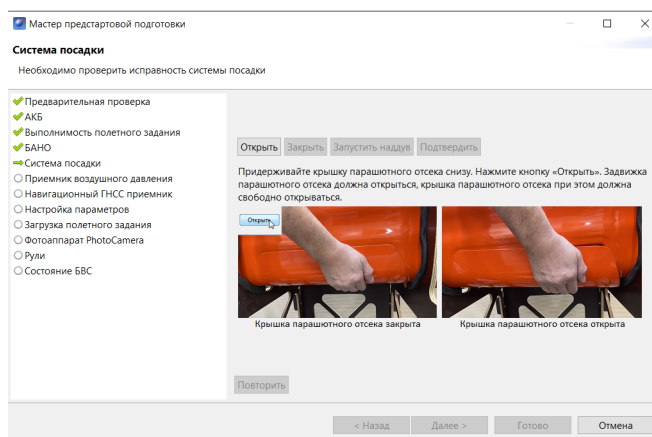 Мастер предстартовой подготовки
Система посадки
Необходимо проверить исправность системы посадки
Предварительная проверка
АКБ
Выполнимость полетного задания
БАНО
Система посадки
Приемник воздушного давления
Навигационный ГНСС приемник
Настройка параметров
Загрузка полетного задания
Фотоаппарат PhotoCamera
Рули
Состояние БВС
Открыть Закрыть Запустить наддув Подтвердить
Придерживайте крышку парашютного отсека снизу. Нажмите кнопку «Открыть». Задвижка
парашютного отсека должна открыться, крышка парашютного отсека при этом должна
свободно открываться.
Открыть
Крышка парашютного отсека закрыта
Крышка парашютного отсека открыта
Повторить
< Назад Далее > Готово Отмена